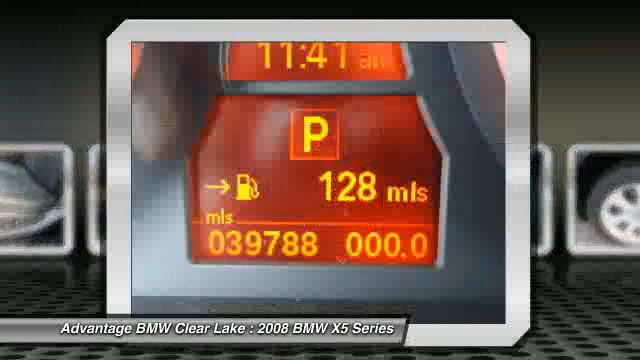 11:41 am
P
→ 128 mls
mls
039788 000.0
Advantage BMW Clear Lake : 2008 BMW X5 Series